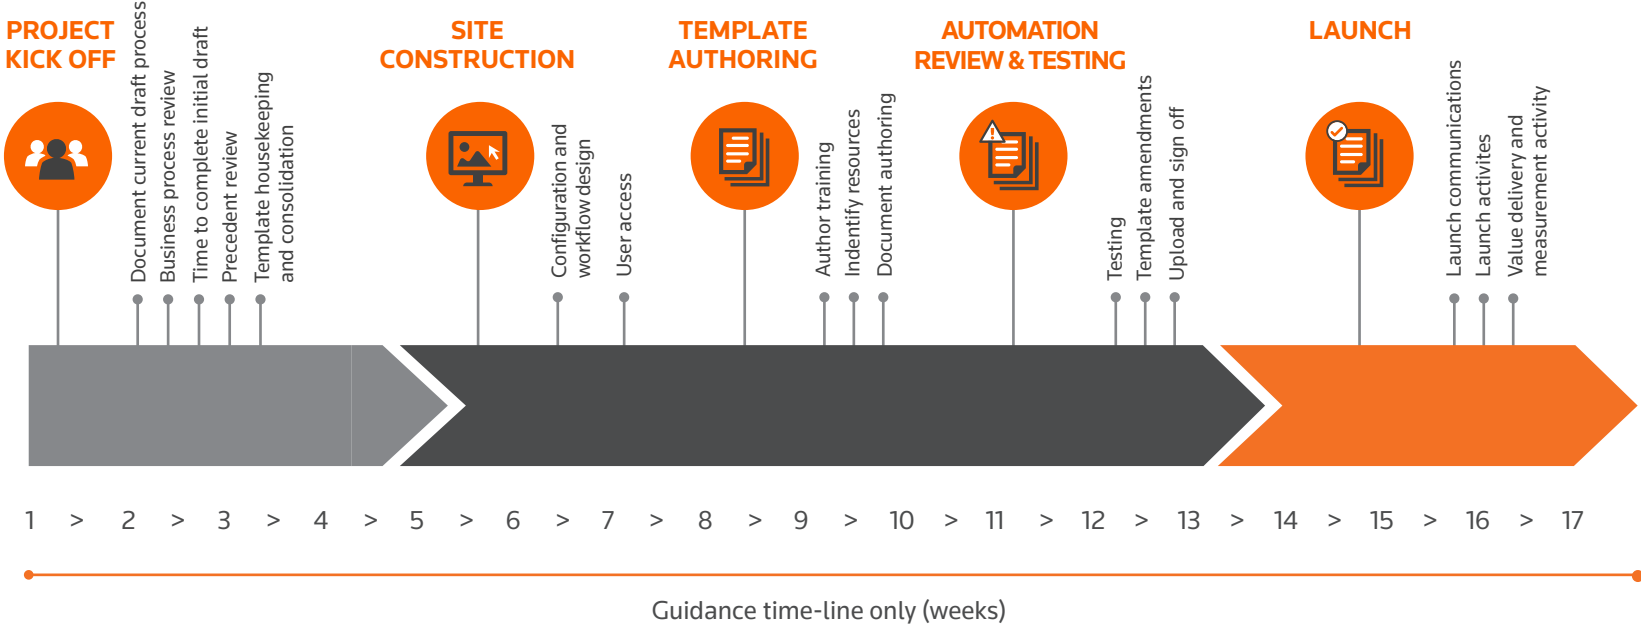 PROJECT
KICK OFF
Document current draft process
Business process review
Time to complete initial draft
Precedent review
Template housekeeping
and consolidation
SITE
CONSTRUCTION
Configuration and
workflow design
User access
TEMPLATE
AUTHORING
Author training
Indentify resources
Document authoring
AUTOMATION
REVIEW & TESTING
Testing
Template amendments
Upload and sign off
LAUNCH
Launch communications
Launch activites
Value delivery and
measurement activity
1 > 2 > 3 > 4 > 5 > 6 > 7 > 8 > 9 > 10 > 11 > 12 > 13 > 14 > 15 > 16 > 17
Guidance time-line only (weeks)